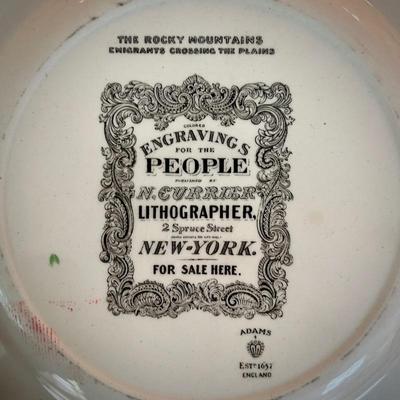 THE ROCKY MOUNTAINS
EMIGRANTS CROSSING THE PLAINS
COLORED
ENGRAVINGS
FOR THE
PEOPLE
PUBLISHED BY
N. CURRIER
LITHOGRAPHER,
2 Spruce Street
NEW-YORK.
FOR SALE HERE.
ADAMS
ESTD 1657
ENGLAND